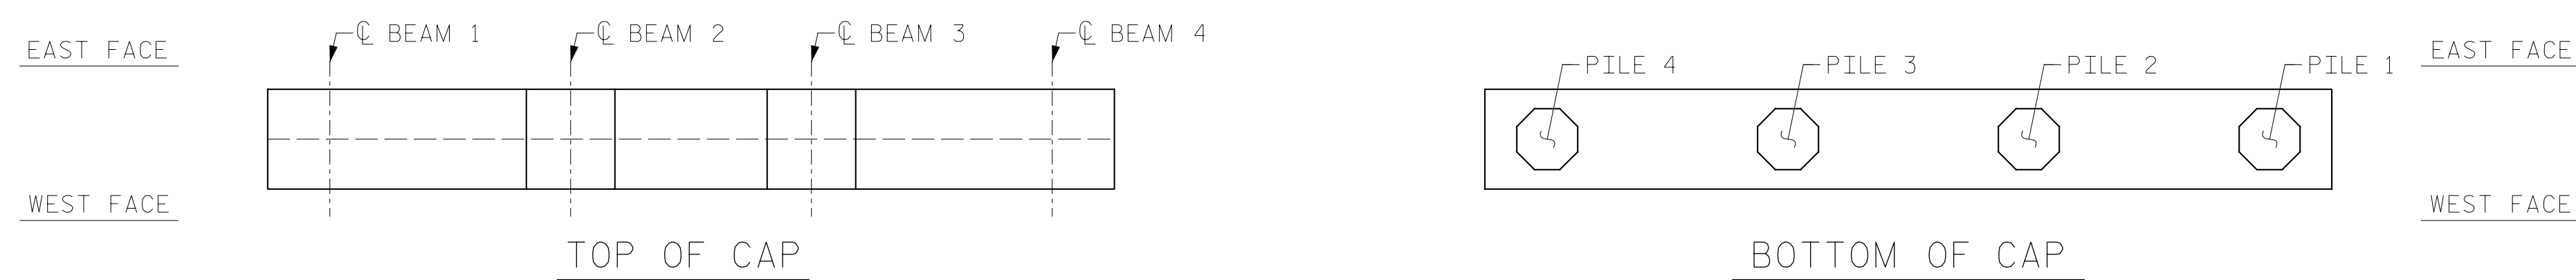 EAST FACE
℄ BEAM 1
℄ BEAM 2
℄ BEAM 3
℄ BEAM 4
WEST FACE
TOP OF CAP
PILE 4
PILE 3
PILE 2
PILE 1
EAST FACE
WEST FACE
BOTTOM OF CAP